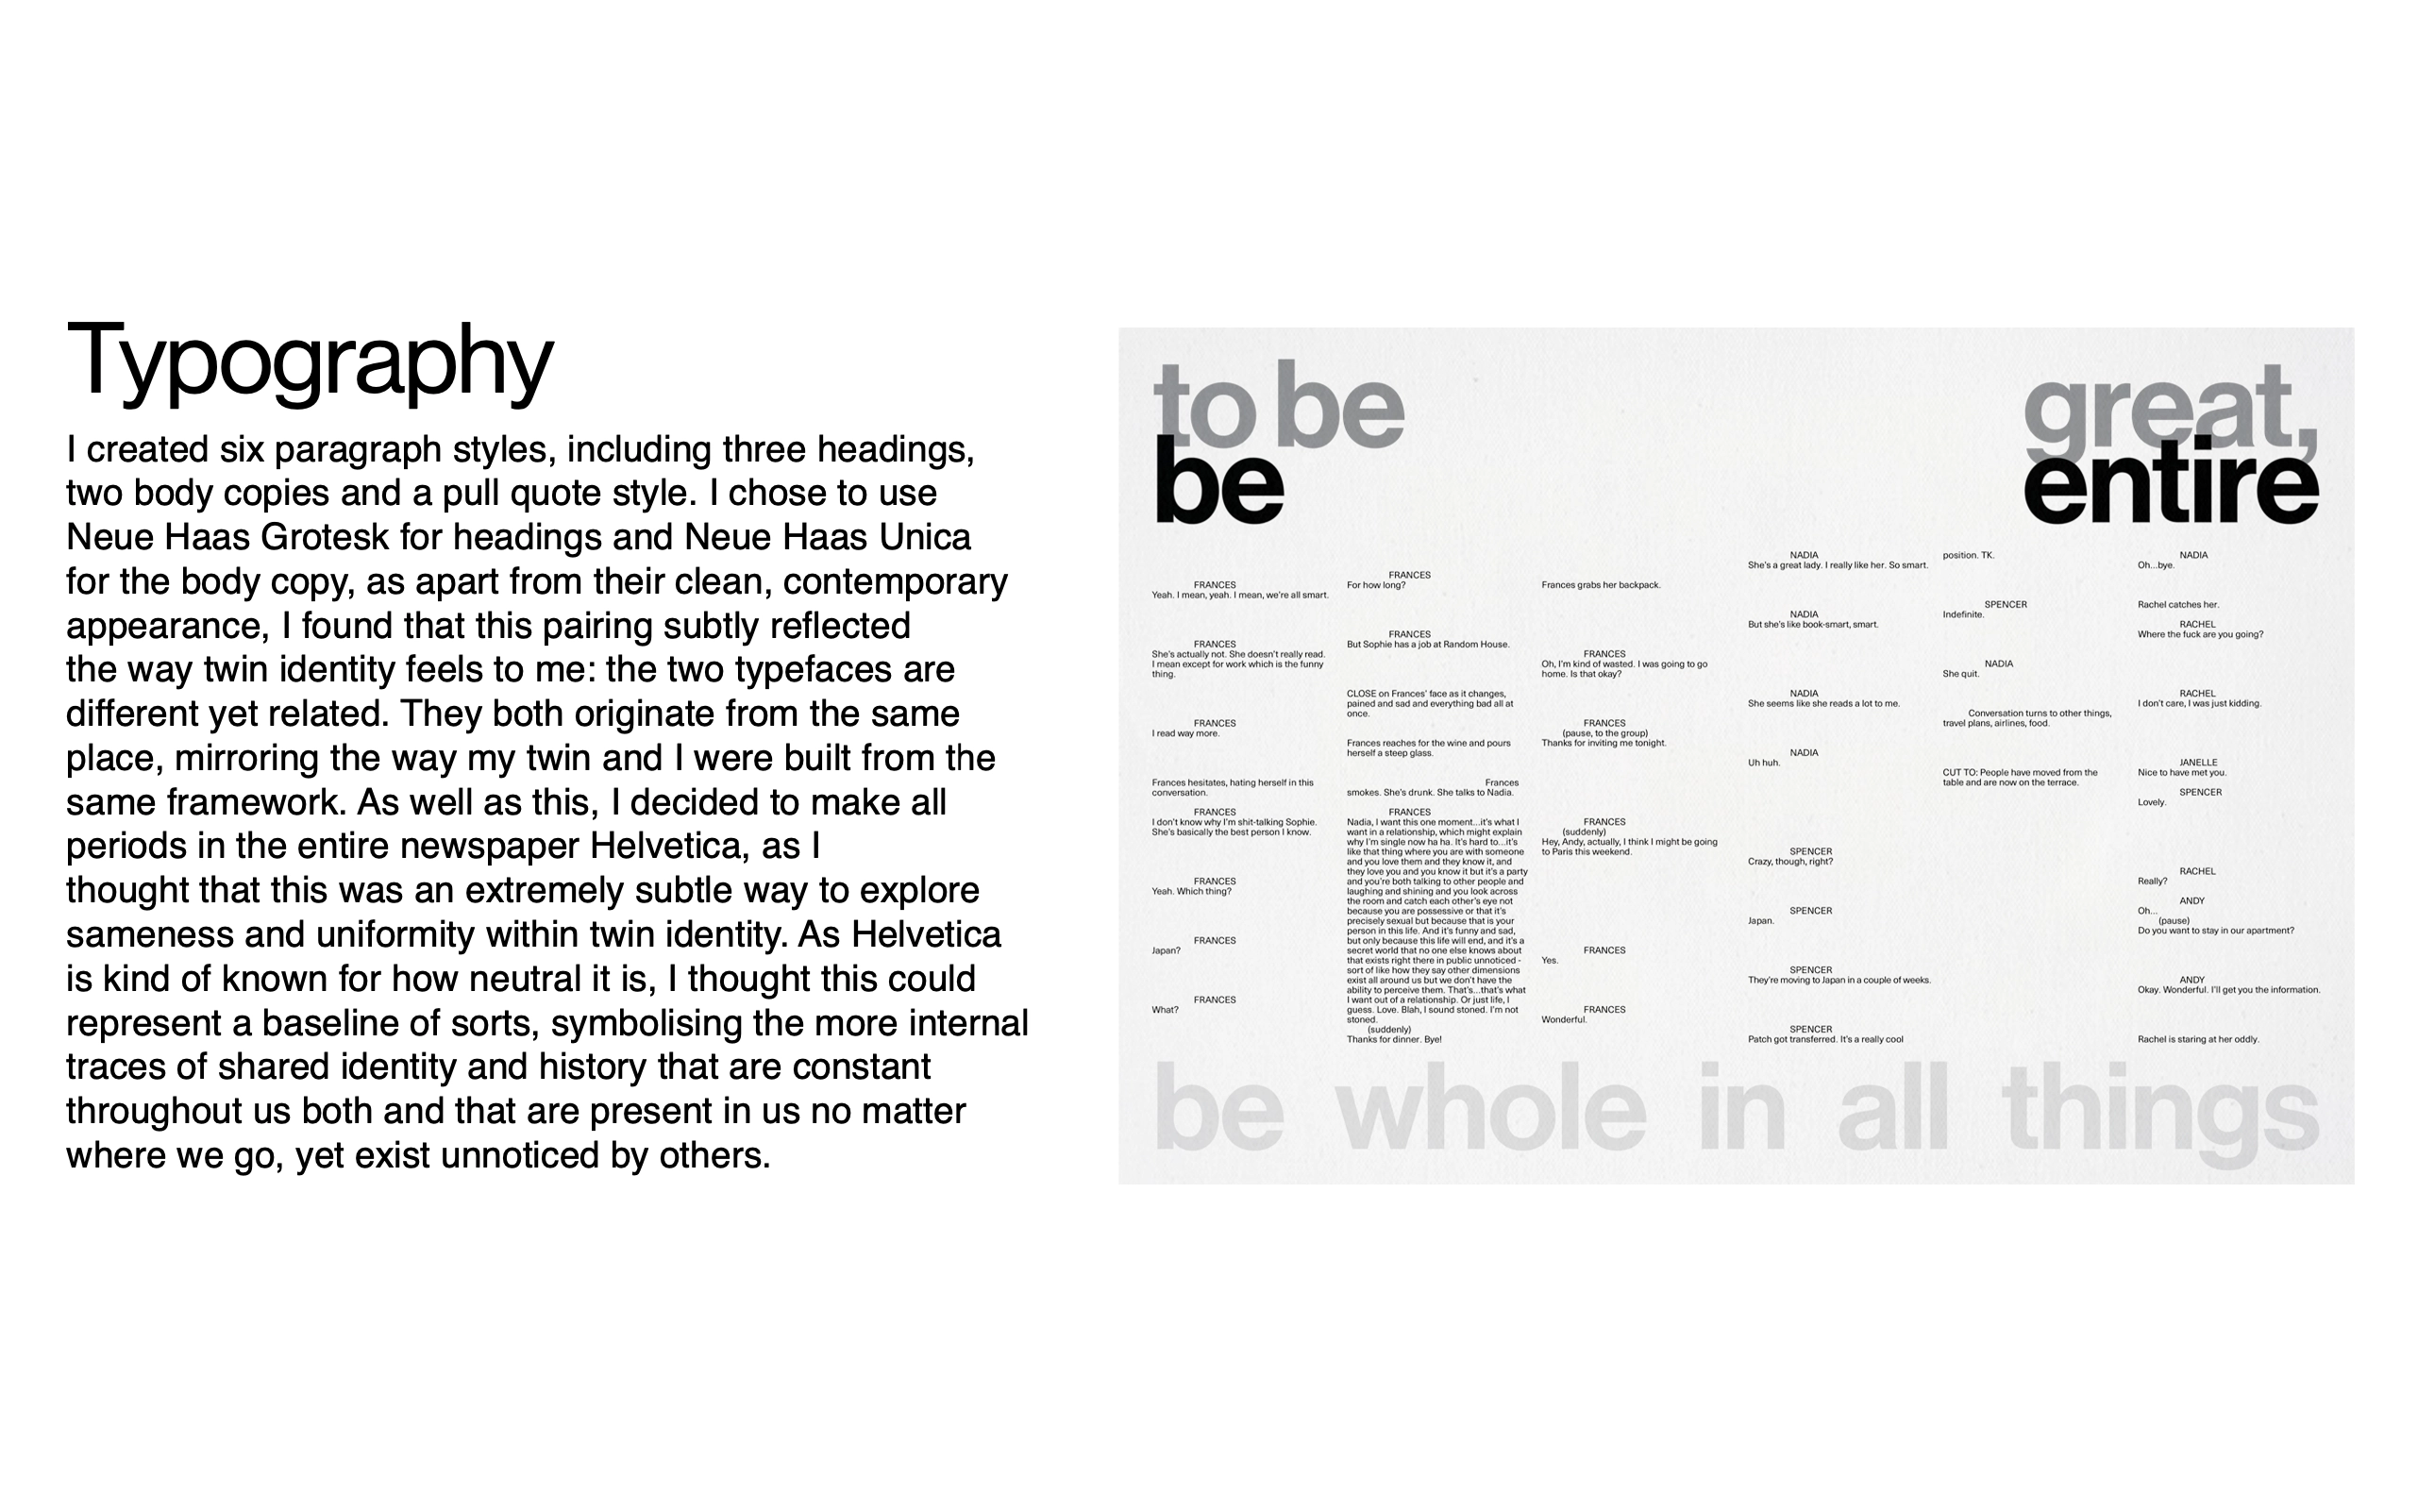 Typography
I created six paragraph styles, including three headings,
two body copies and a pull quote style. I chose to use
Neue Haas Grotesk for headings and Neue Haas Unica
for the body copy, as apart from their clean, contemporary
appearance, I found that this pairing subtly reflected
the way twin identity feels to me: the two typefaces are
different yet related. They both originate from the same
place, mirroring the way my twin and I were built from the
same framework. As well as this, I decided to make all
periods in the entire newspaper Helvetica, as I
thought that this was an extremely subtle way to explore
sameness and uniformity within twin identity. As Helvetica
is kind of known for how neutral it is, I thought this could
represent a baseline of sorts, symbolising the more internal
traces of shared identity and history that are constant
throughout us both and that are present in us no matter
where we go, yet exist unnoticed by others.
to be
great,
be
entire
FRANCES
Yeah. I mean, yeah. I mean, we're all smart.
FRANCES
She's actually not. She doesn't really read.
I mean except for work which is the funny
thing.
FRANCES
I read way more.
Frances hesitates, hating herself in this
conversation.
FRANCES
I don't know why I'm shit-talking Sophie.
She's basically the best person I know.
FRANCES
Yeah. Which thing?
FRANCES
Japan?
FRANCES
What?
FRANCES
For how long?
FRANCES
But Sophie has a job at Random House.
CLOSE on Frances' face as it changes,
pained and sad and everything bad all at
once.
Frances reaches for the wine and pours
herself a steep glass.
Frances
smokes. She's drunk. She talks to Nadia.
FRANCES
Nadia, I want this one moment...it's what I
want in a relationship, which might explain
why I'm single now ha ha. It's hard to...it's
like that thing where you are with someone
and you love them and they know it, and
they love you and you know it but it's a party
and you're both talking to other people and
laughing and shining and you look across
the room and catch each other's eye not
because you are possessive or that it's
precisely sexual but because that is your
person in this life. And it's funny and sad,
but only because this life will end, and it's a
secret world that no one else knows about
that exists right there in public unnoticed -
sort of like how they say other dimensions
exist all around us but we don't have the
ability to perceive them. That's...that's what
I want out of a relationship. Or just life, I
guess. Love. Blah, I sound stoned. I'm not
stoned.
(suddenly)
Thanks for dinner. Bye!
Frances grabs her backpack.
FRANCES
Oh, I'm kind of wasted. I was going to go
home. Is that okay?
FRANCES
(pause, to the group)
Thanks for inviting me tonight.
FRANCES
(suddenly)
Hey, Andy, actually, I think I might be going
to Paris this weekend.
FRANCES
Yes.
FRANCES
Wonderful.
NADIA
She's a great lady. I really like her. So smart.
NADIA
But she's like book-smart, smart.
NADIA
She seems like she reads a lot to me.
NADIA
Uh huh.
SPENCER
Crazy, though, right?
SPENCER
Japan.
SPENCER
They're moving to Japan in a couple of weeks.
SPENCER
Patch got transferred. It's a really cool
position. TK.
SPENCER
Indefinite.
NADIA
She quit.
Conversation turns to other things,
travel plans, airlines, food.
CUT TO: People have moved from the
table and are now on the terrace.
NADIA
Oh...bye.
Rachel catches her.
RACHEL
Where the fuck are you going?
RACHEL
I don't care, I was just kidding.
JANELLE
Nice to have met you.
SPENCER
Lovely.
RACHEL
Really?
ANDY
Oh...
(pause)
Do you want to stay in our apartment?
ANDY
Okay. Wonderful. I'll get you the information.
Rachel is staring at her oddly.
be whole in all things